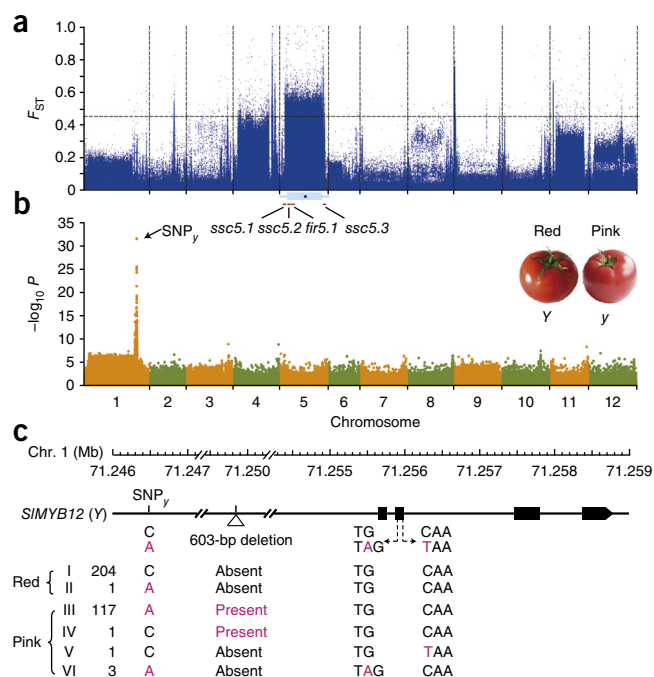 a
F_ST
1.0
0.8
0.6
0.4
0.2
0
b
ssc5.1 ssc5.2 fir5.1 ssc5.3
SNP_y
Red Pink
Y y
−log10 P
35
30
25
20
15
10
5
0
1 2 3 4 5 6 7 8 9 10 11 12
Chromosome
c
Chr. 1 (Mb)
71.246 71.247 71.250 71.255 71.256 71.257 71.258 71.259
SNP_y
SlMYB12 (Y)
603-bp deletion
C TG CAA
A TAG TAA
Red
I 204 C Absent TG CAA
II 1 A Absent TG CAA
Pink
III 117 A Present TG CAA
IV 1 C Present TG CAA
V 1 C Absent TG TAA
VI 3 A Absent TAG CAA